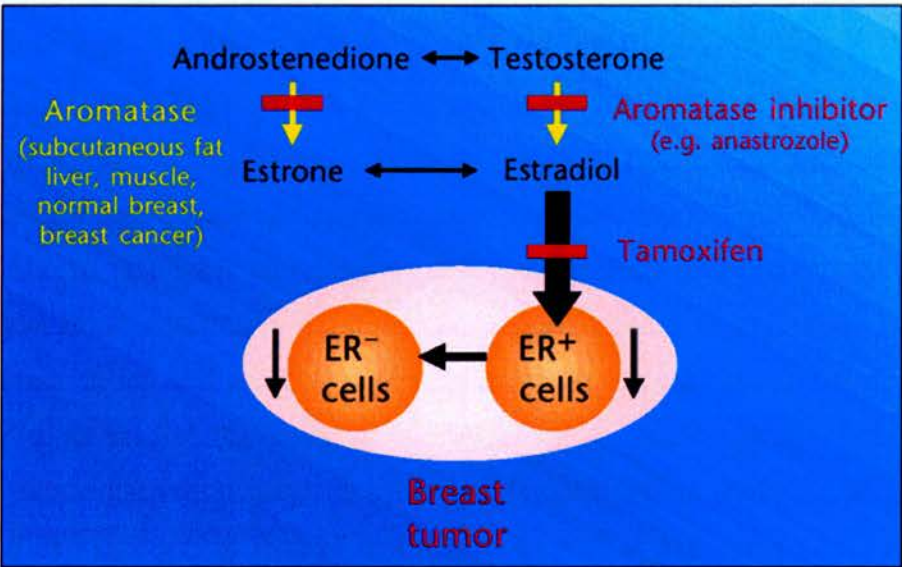 Androstenedione Testosterone
Aromatase
(subcutaneous fat
liver, muscle,
normal breast,
breast cancer)
Aromatase inhibitor
(e.g. anastrozole)
Estrone Estradiol
Tamoxifen
ER⁻
cells
ER⁺
cells
Breast
tumor